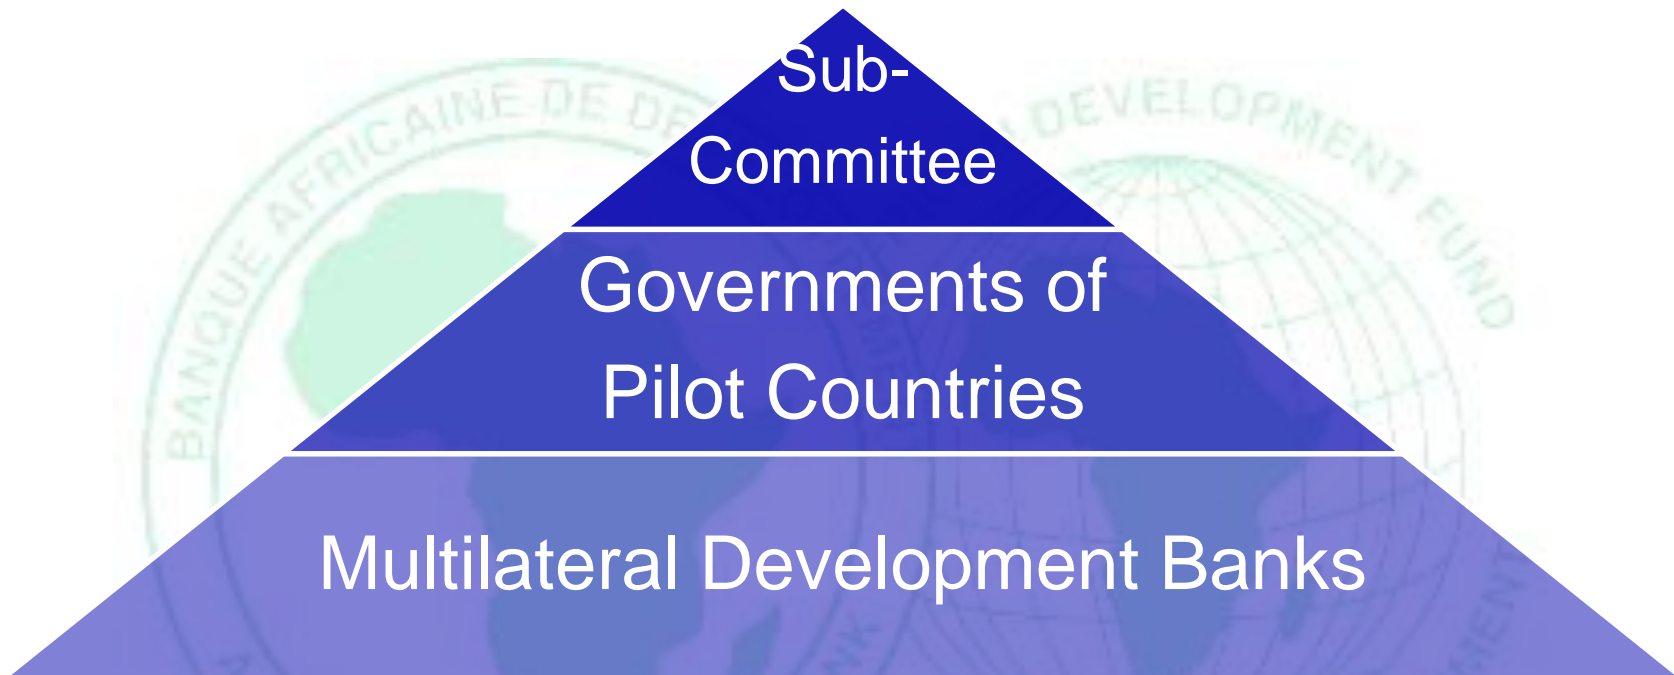 Sub-
Committee
Governments of
Pilot Countries
Multilateral Development Banks
BANQUE AFRICAINE DE DE
DEVELOPMENT FUND